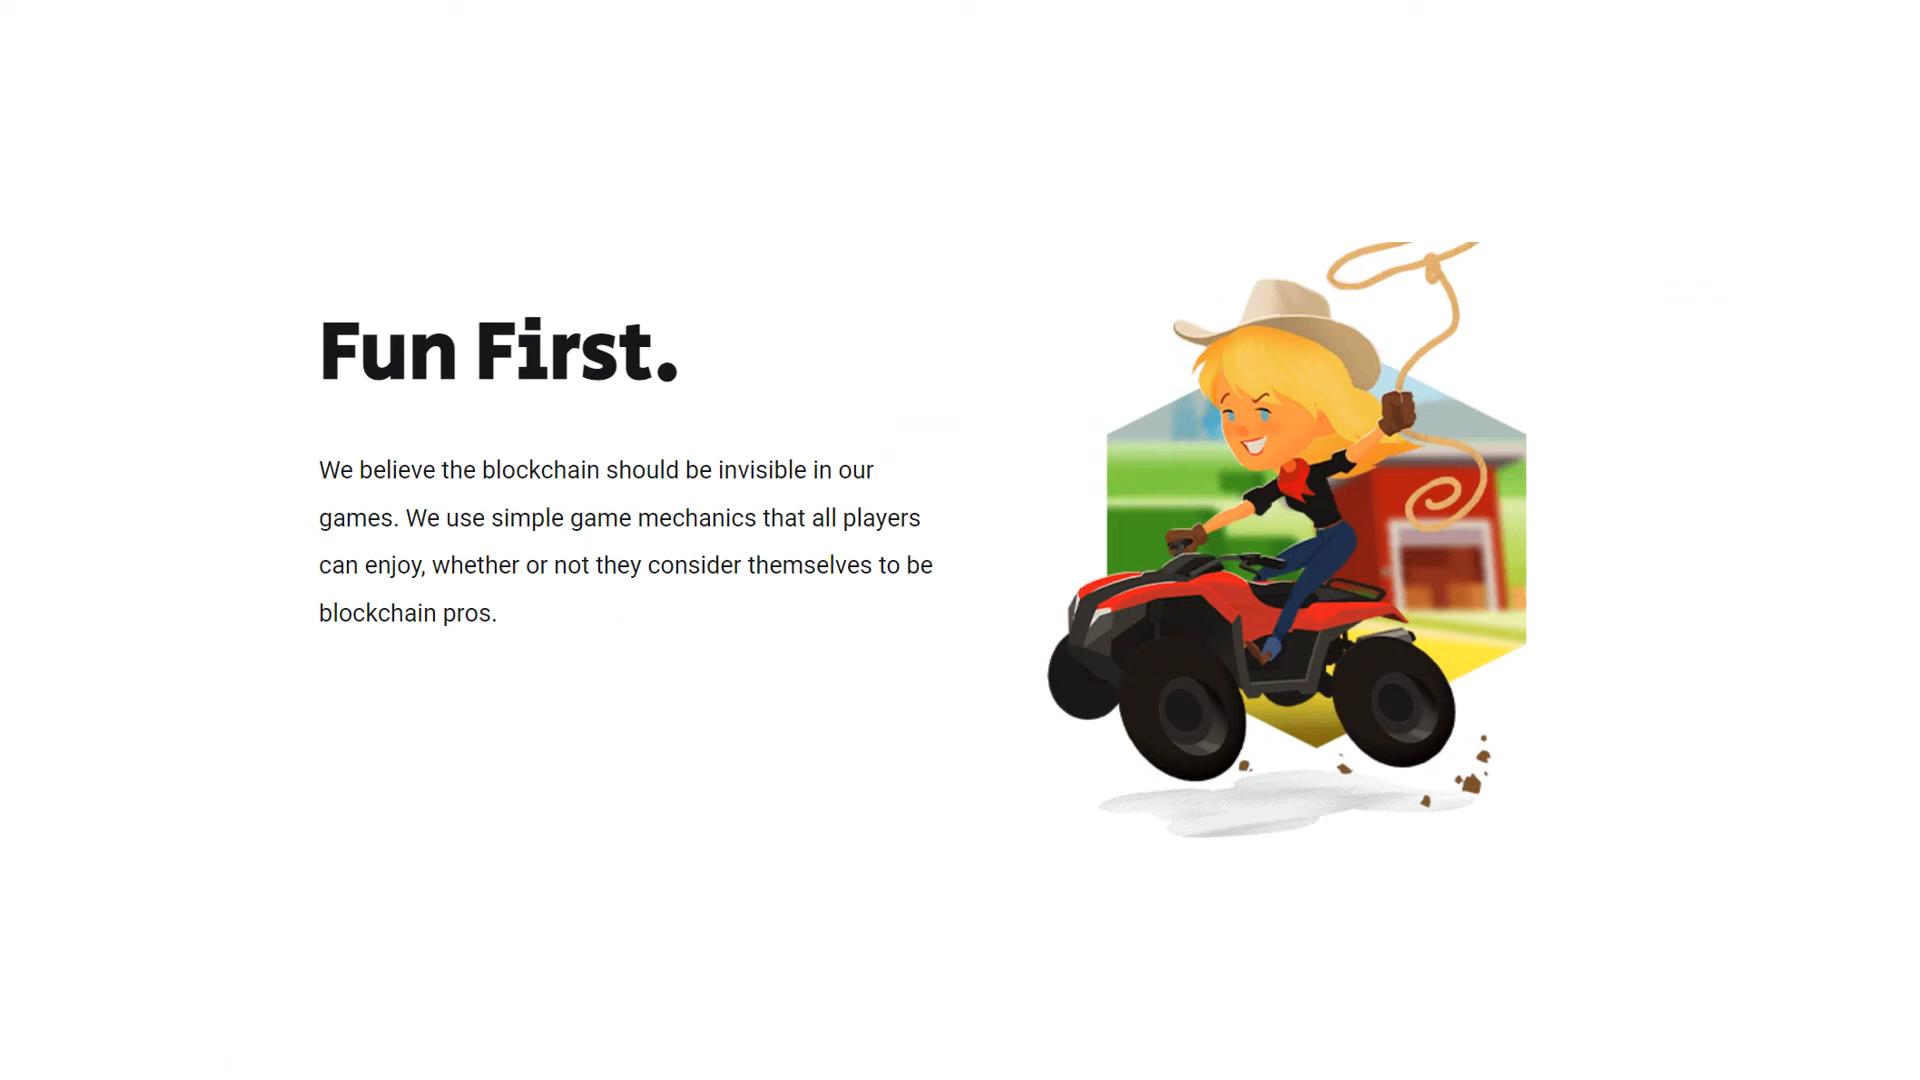 Fun First.
We believe the blockchain should be invisible in our
games. We use simple game mechanics that all players
can enjoy, whether or not they consider themselves to be
blockchain pros.